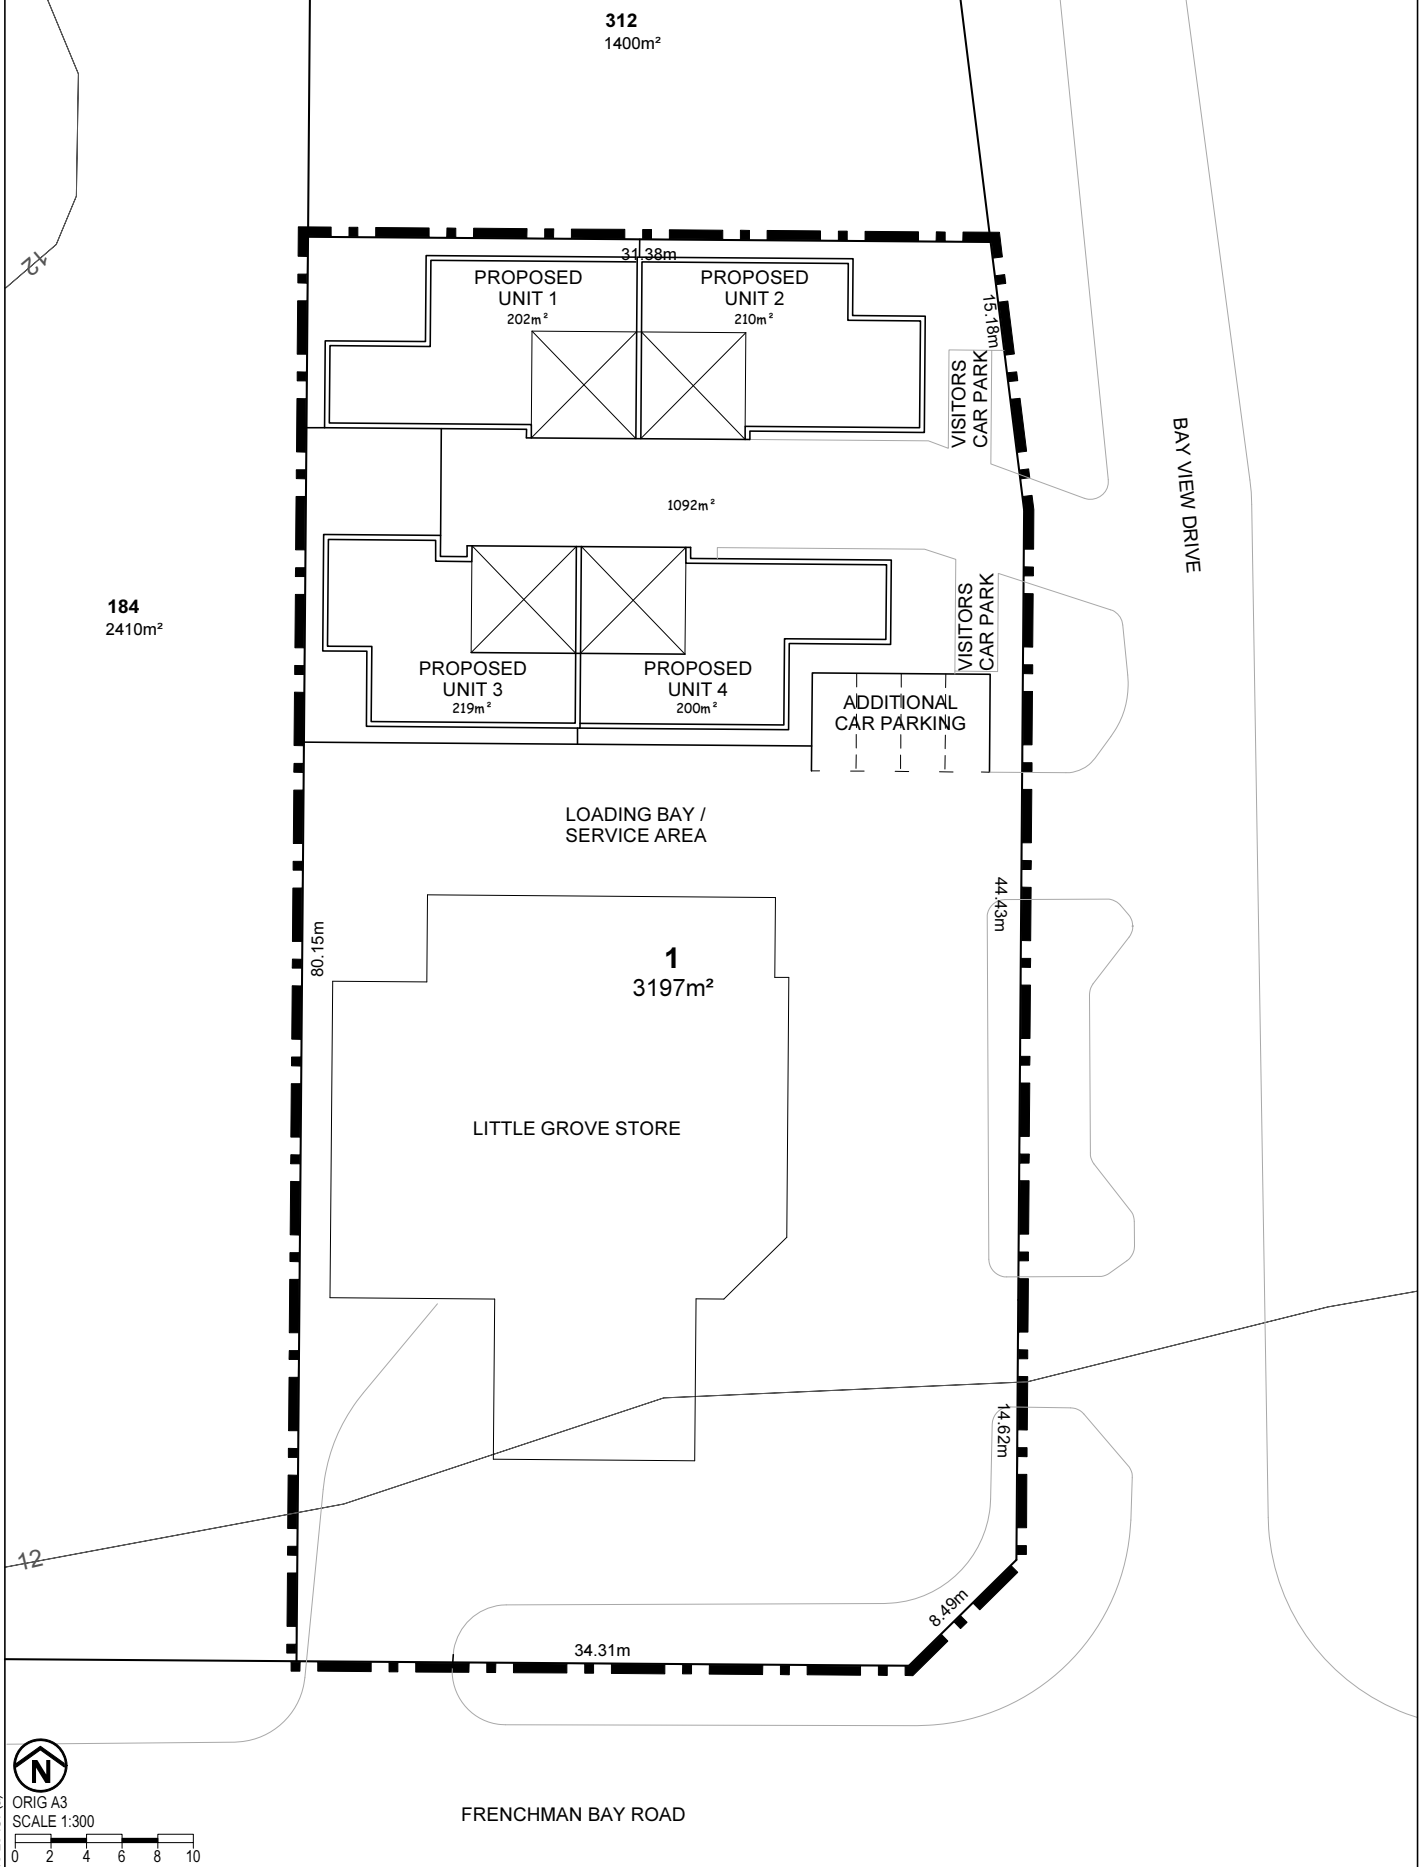 312
1400m²
12
31.38m
PROPOSED
UNIT 1
202m²
PROPOSED
UNIT 2
210m²
15.18m
VISITORS
CAR PARK
BAY VIEW DRIVE
1092m²
184
2410m²
VISITORS
CAR PARK
PROPOSED
UNIT 3
219m²
PROPOSED
UNIT 4
200m²
ADDITIONAL
CAR PARKING
LOADING BAY /
SERVICE AREA
44.43m
80.15m
1
3197m²
LITTLE GROVE STORE
14.62m
12
8.49m
34.31m
N
ORIG A3
SCALE 1:300
0 2 4 6 8 10
FRENCHMAN BAY ROAD